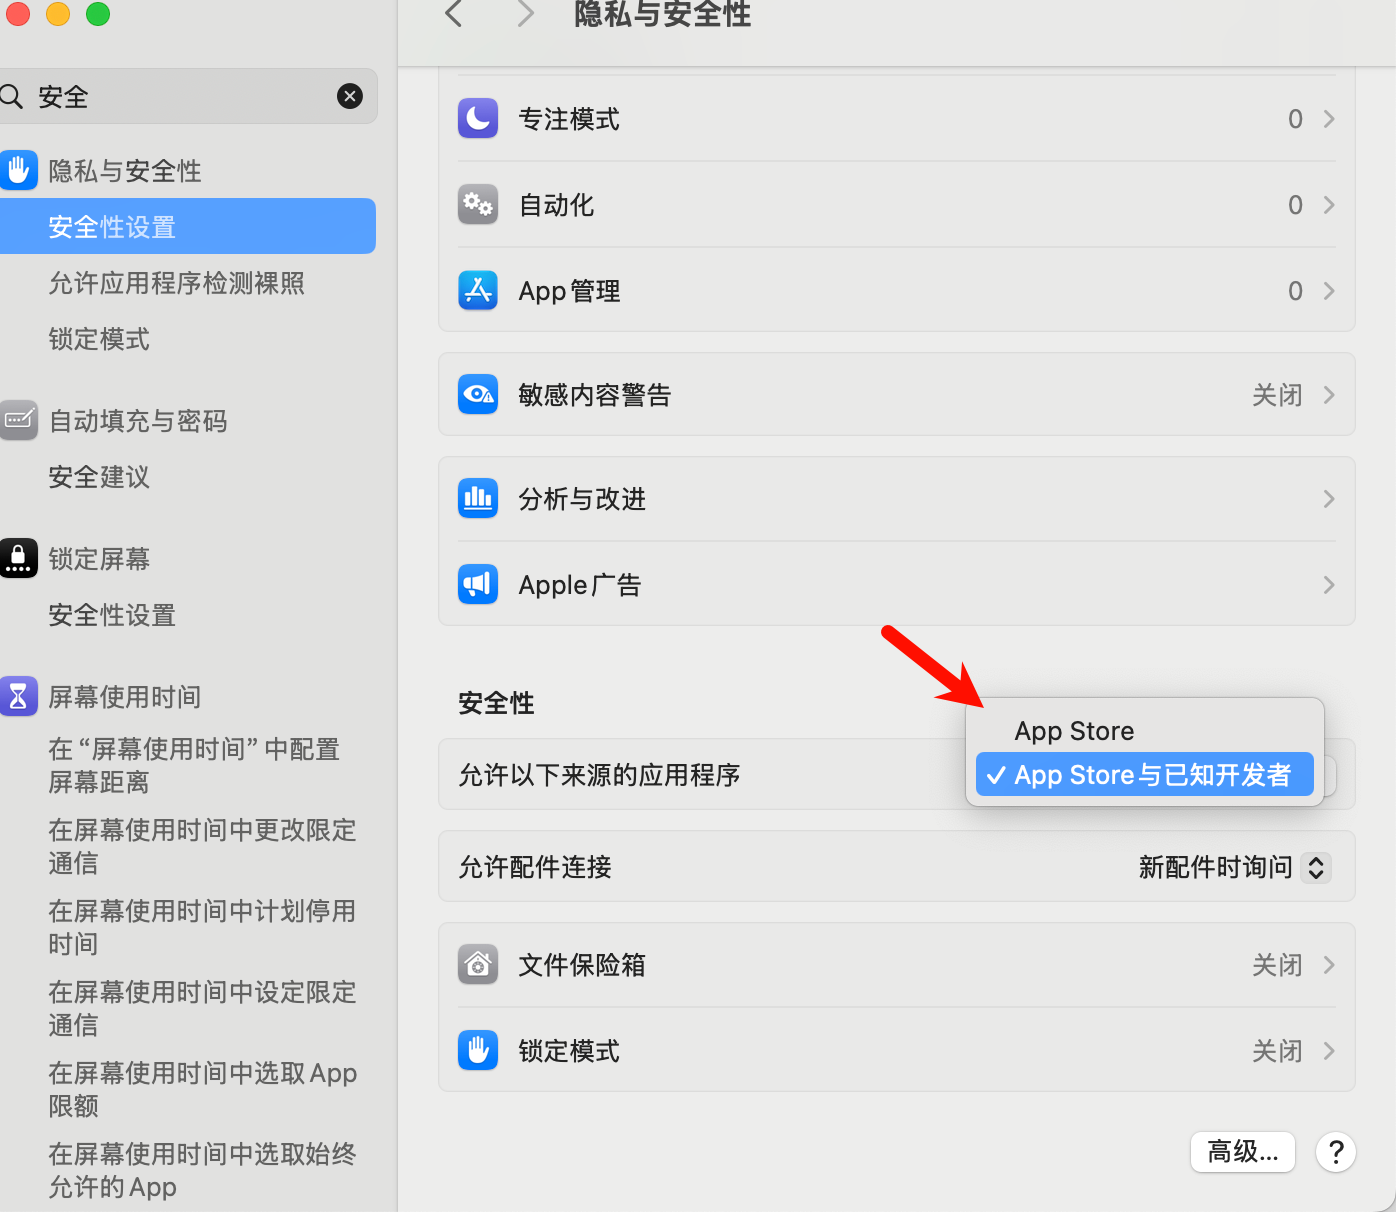 隐私与安全性
安全
隐私与安全性
安全性设置
允许应用程序检测裸照
锁定模式
自动填充与密码
安全建议
锁定屏幕
安全性设置
屏幕使用时间
在“屏幕使用时间”中配置
屏幕距离
在屏幕使用时间中更改限定
通信
在屏幕使用时间中计划停用
时间
在屏幕使用时间中设定限定
通信
在屏幕使用时间中选取App
限额
在屏幕使用时间中选取始终
允许的App
专注模式 0
自动化 0
App管理 0
敏感内容警告 关闭
分析与改进
Apple广告
安全性
App Store
允许以下来源的应用程序 App Store与已知开发者
允许配件连接 新配件时询问
文件保险箱 关闭
锁定模式 关闭
高级... ?